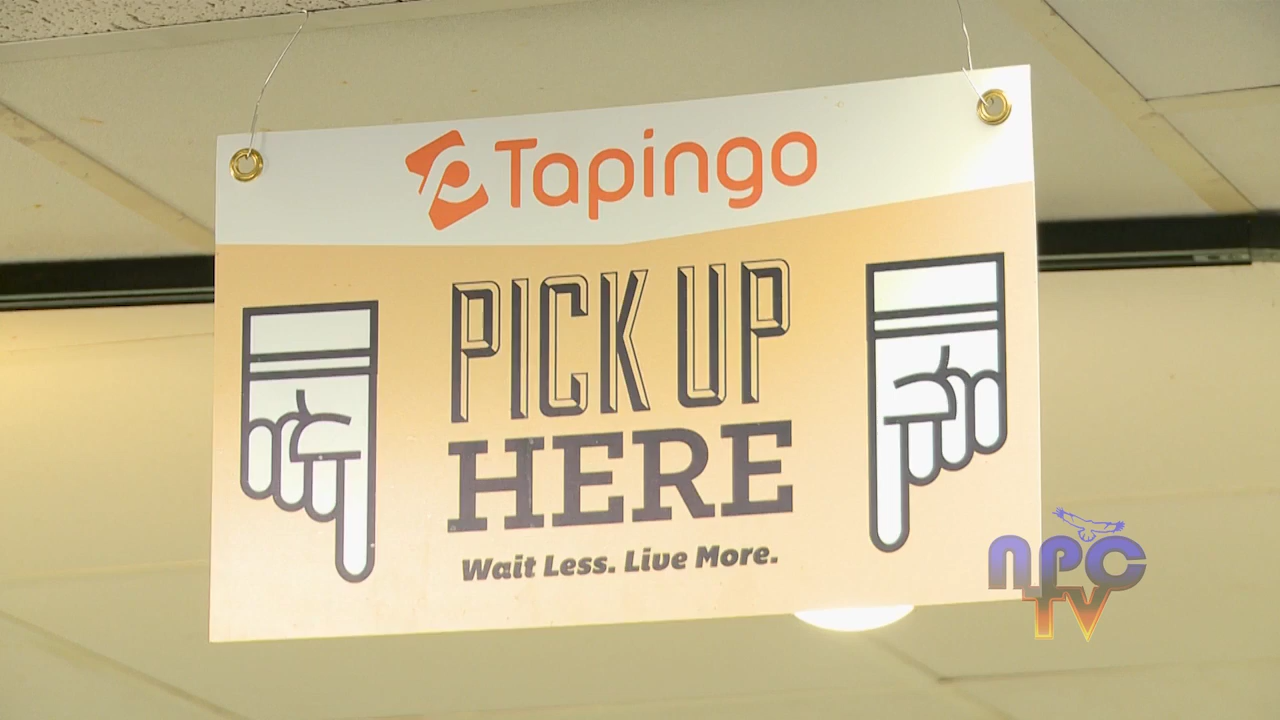 Tapingo
PICK UP
HERE
Wait Less. Live More.
NPC
TV